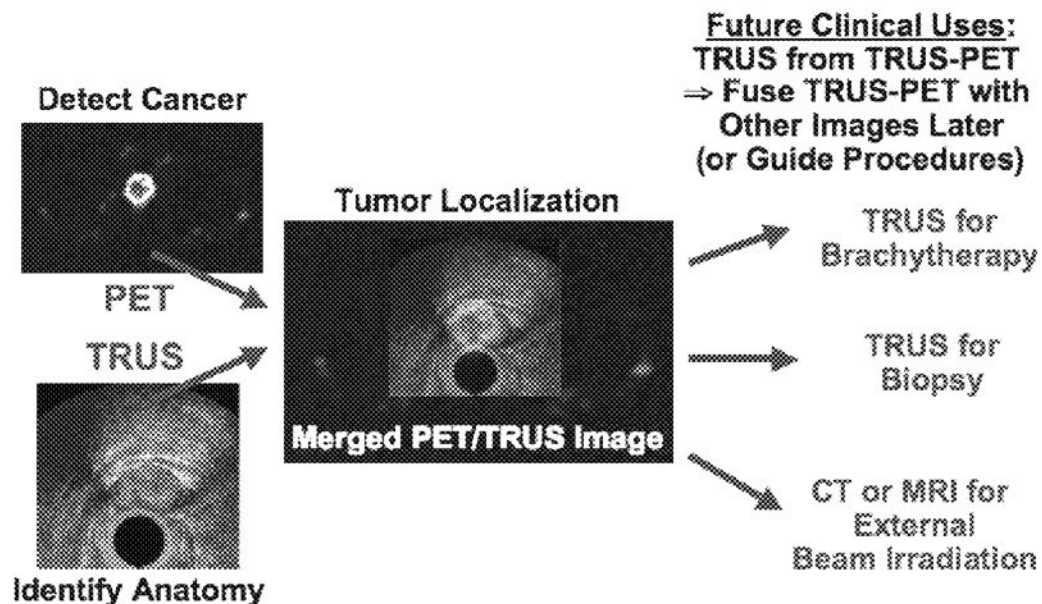 Detect Cancer
PET
TRUS
Identify Anatomy
Tumor Localization
Merged PET/TRUS Image
Future Clinical Uses:
TRUS from TRUS-PET
⇒ Fuse TRUS-PET with
Other Images Later
(or Guide Procedures)
TRUS for
Brachytherapy
TRUS for
Biopsy
CT or MRI for
External
Beam Irradiation